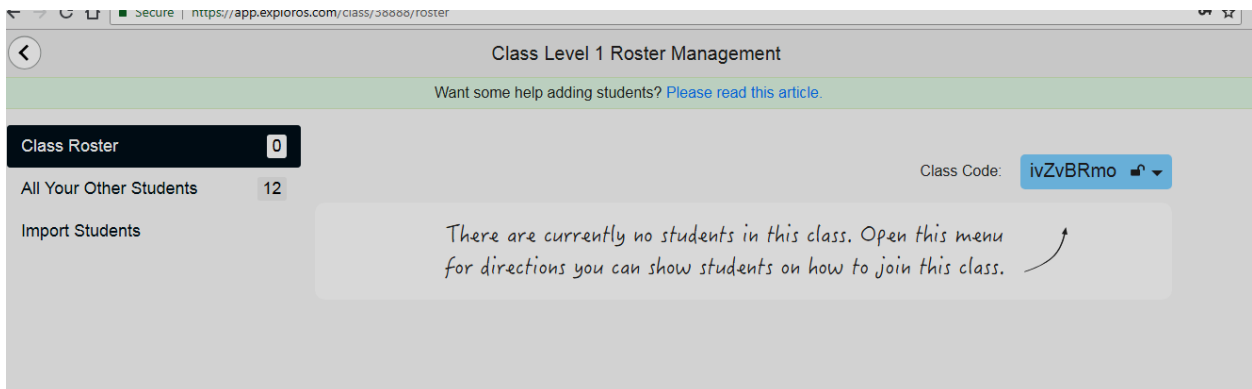 Secure | https://app.exploros.com/class/38888/roster
Class Level 1 Roster Management
Want some help adding students? Please read this article.
Class Roster 0
All Your Other Students 12
Import Students
Class Code: ivZvBRmo
There are currently no students in this class. Open this menu
for directions you can show students on how to join this class.